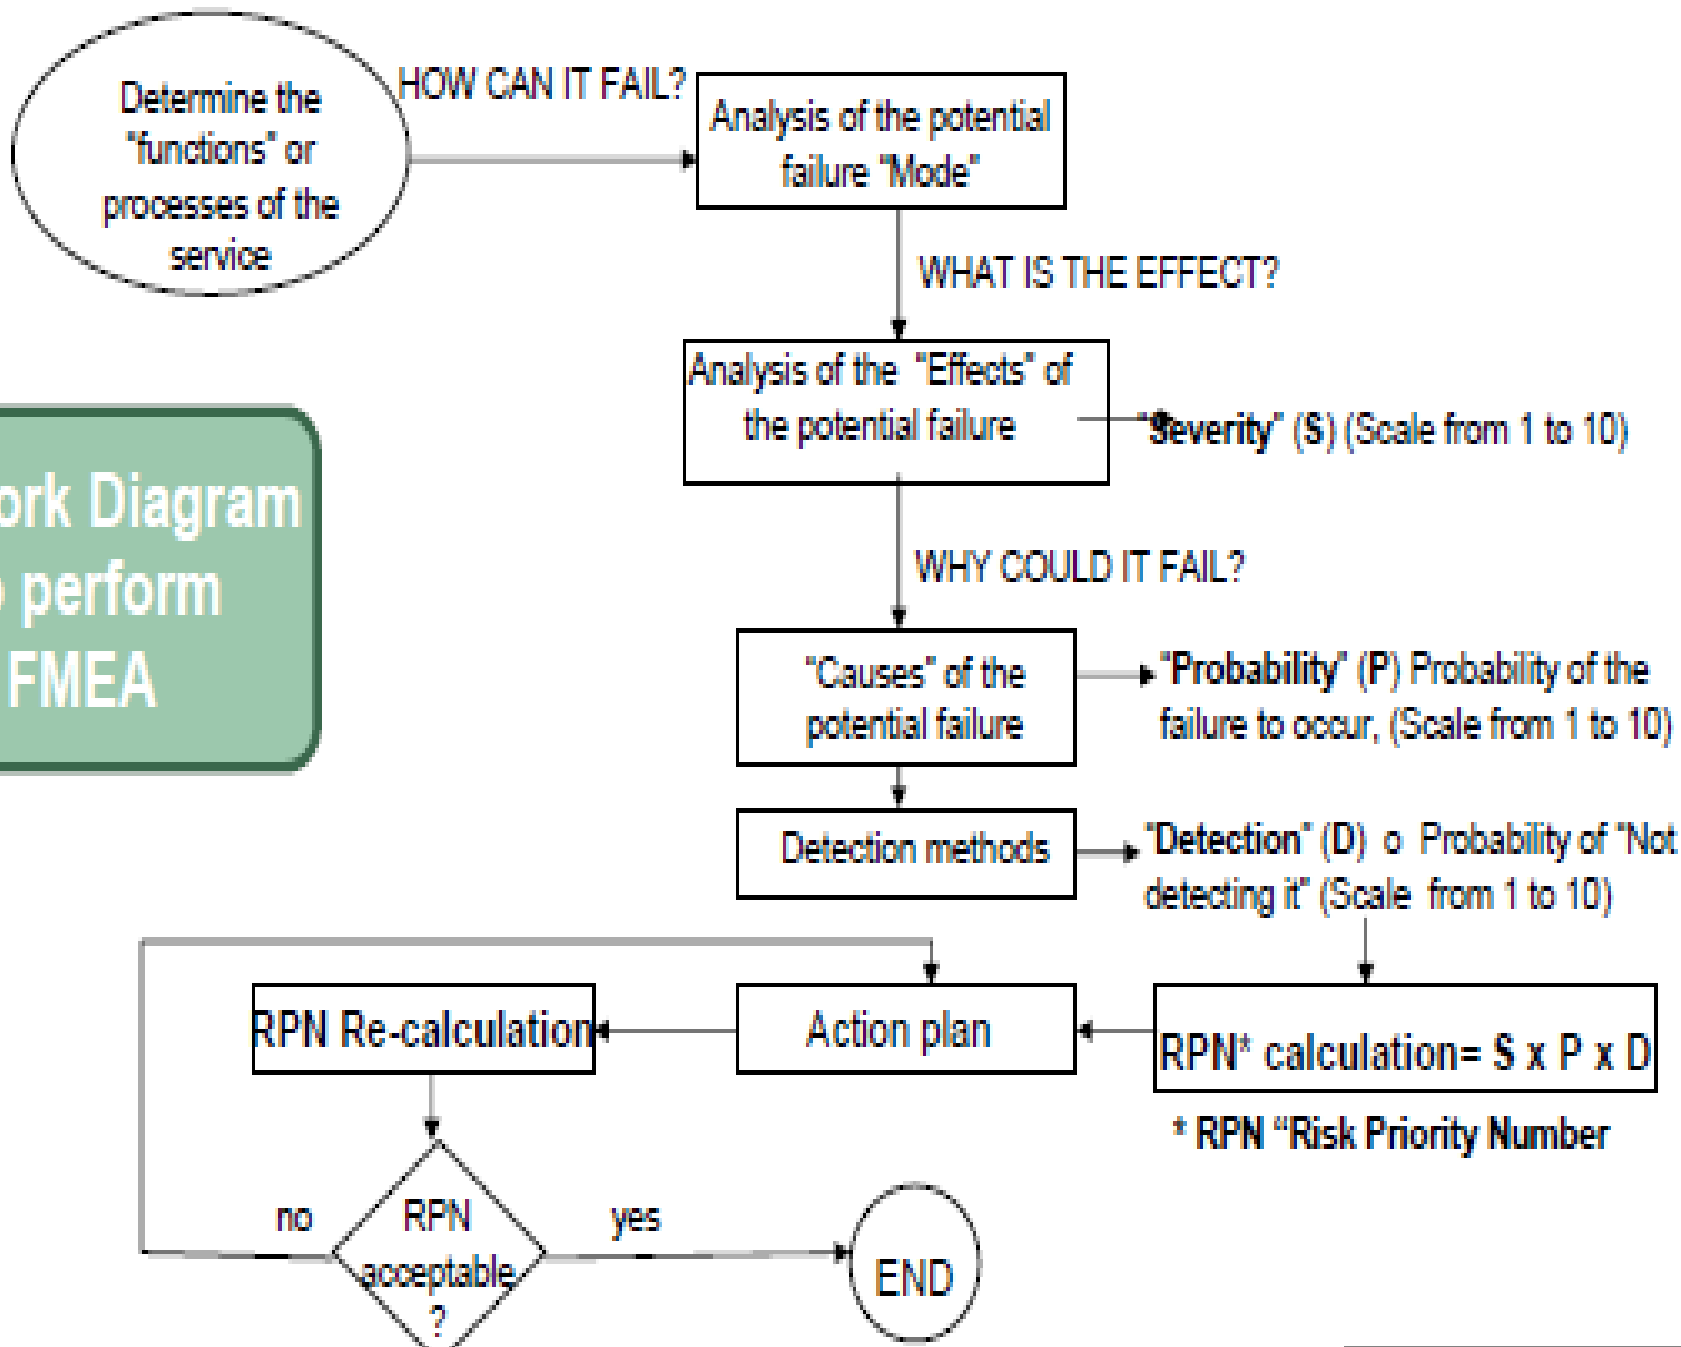 Determine the
"functions" or
processes of the
service
HOW CAN IT FAIL?
Analysis of the potential
failure "Mode"
WHAT IS THE EFFECT?
Analysis of the "Effects" of
the potential failure
"Severity" (S) (Scale from 1 to 10)
ork Diagram
perform
FMEA
WHY COULD IT FAIL?
"Causes" of the
potential failure
"Probability" (P) Probability of the
failure to occur, (Scale from 1 to 10)
Detection methods
"Detection" (D) o Probability of "Not
detecting it" (Scale from 1 to 10)
RPN Re-calculation
Action plan
RPN* calculation= S x P x D
* RPN “Risk Priority Number
no
RPN
acceptable
?
yes
END